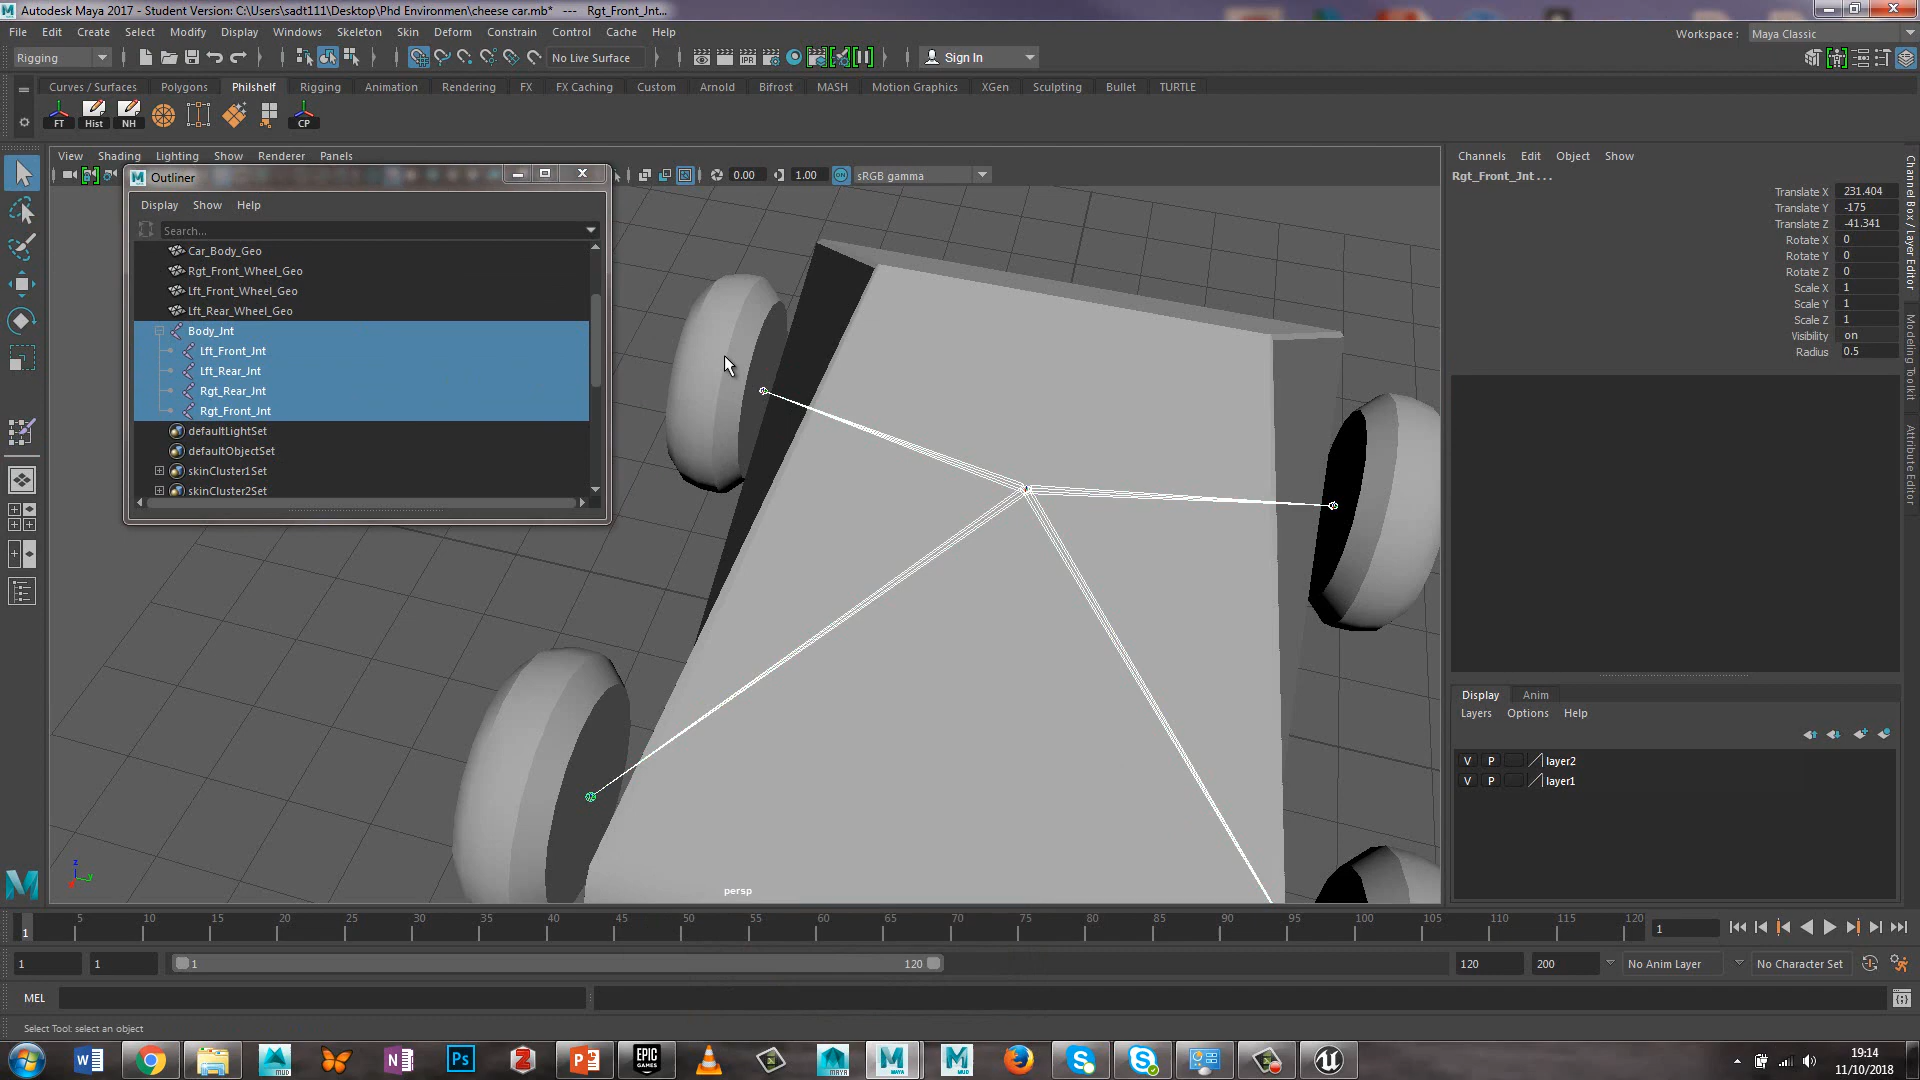 Autodesk Maya 2017 - Student Version: C:\Users\sadt111\Desktop\Phd Environmen\cheese car.mb* --- Rgt_Front_Jnt...
File Edit Create Select Modify Display Windows Skeleton Skin Deform Constrain Control Cache Help
Workspace : Maya Classic
Rigging
No Live Surface
IPR
Sign In
Curves / Surfaces Polygons Philshelf Rigging Animation Rendering FX FX Caching Custom Arnold Bifrost MASH Motion Graphics XGen Sculpting Bullet TURTLE
FT Hist NH CP
View Shading Lighting Show Renderer Panels
0.00 1.00 ON sRGB gamma
Outliner
Display Show Help
Search...
Car_Body_Geo
Rgt_Front_Wheel_Geo
Lft_Front_Wheel_Geo
Lft_Rear_Wheel_Geo
Body_Jnt
Lft_Front_Jnt
Lft_Rear_Jnt
Rgt_Rear_Jnt
Rgt_Front_Jnt
defaultLightSet
defaultObjectSet
skinCluster1Set
skinCluster2Set
z
y
x
persp
Channels Edit Object Show
Rgt_Front_Jnt . . .
Translate X 231.404
Translate Y -175
Translate Z -41.341
Rotate X 0
Rotate Y 0
Rotate Z 0
Scale X 1
Scale Y 1
Scale Z 1
Visibility on
Radius 0.5
Channel Box / Layer Editor
Modeling Toolkit
Attribute Editor
Display Anim
Layers Options Help
V P layer2
V P layer1
1 5 10 15 20 25 30 35 40 45 50 55 60 65 70 75 80 85 90 95 100 105 110 115 120
1
1 1 1 120 120 200 No Anim Layer No Character Set
MEL
Select Tool: select an object
19:14
11/10/2018
MUD
Ps
EPIC GAMES
MAYA
MAYA
MUD